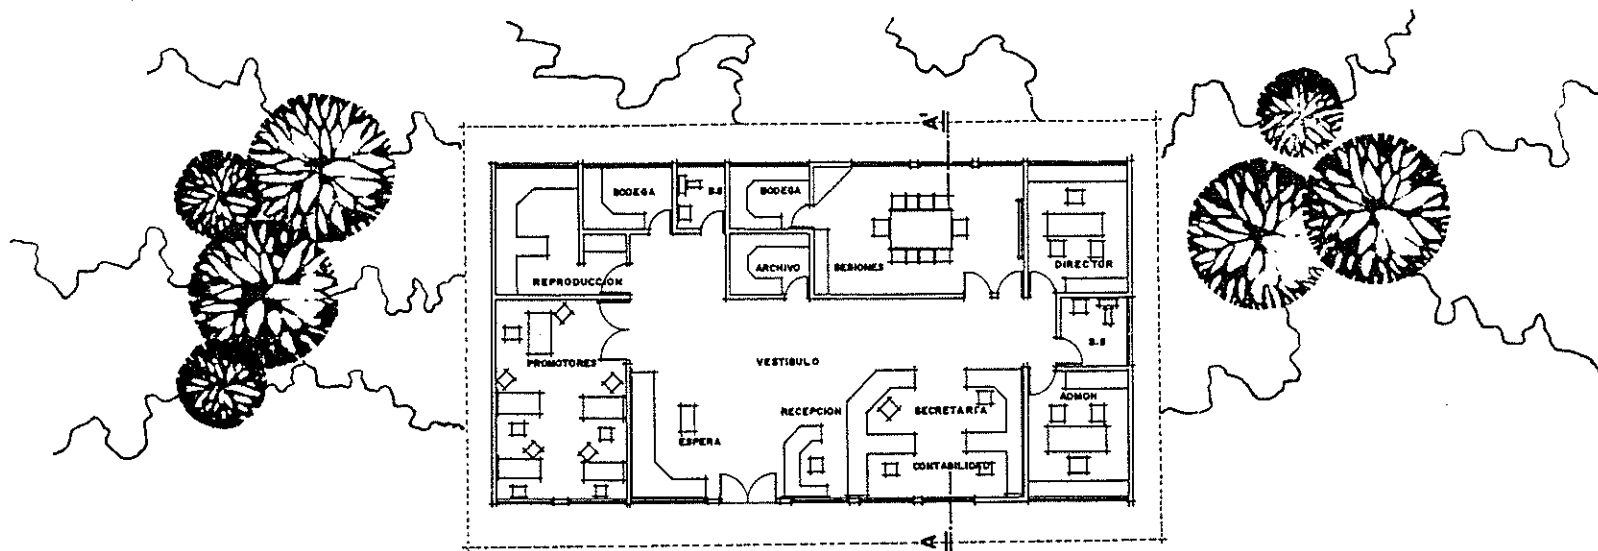 A'
BODEGA
S.S
BODEGA
REPRODUCCION
ARCHIVO
SESIONES
DIRECTOR
PROMOTORES
VESTIBULO
S.S
ESPERA
RECEPCION
SECRETARIA
ADMON
CONTABILIDAD
A